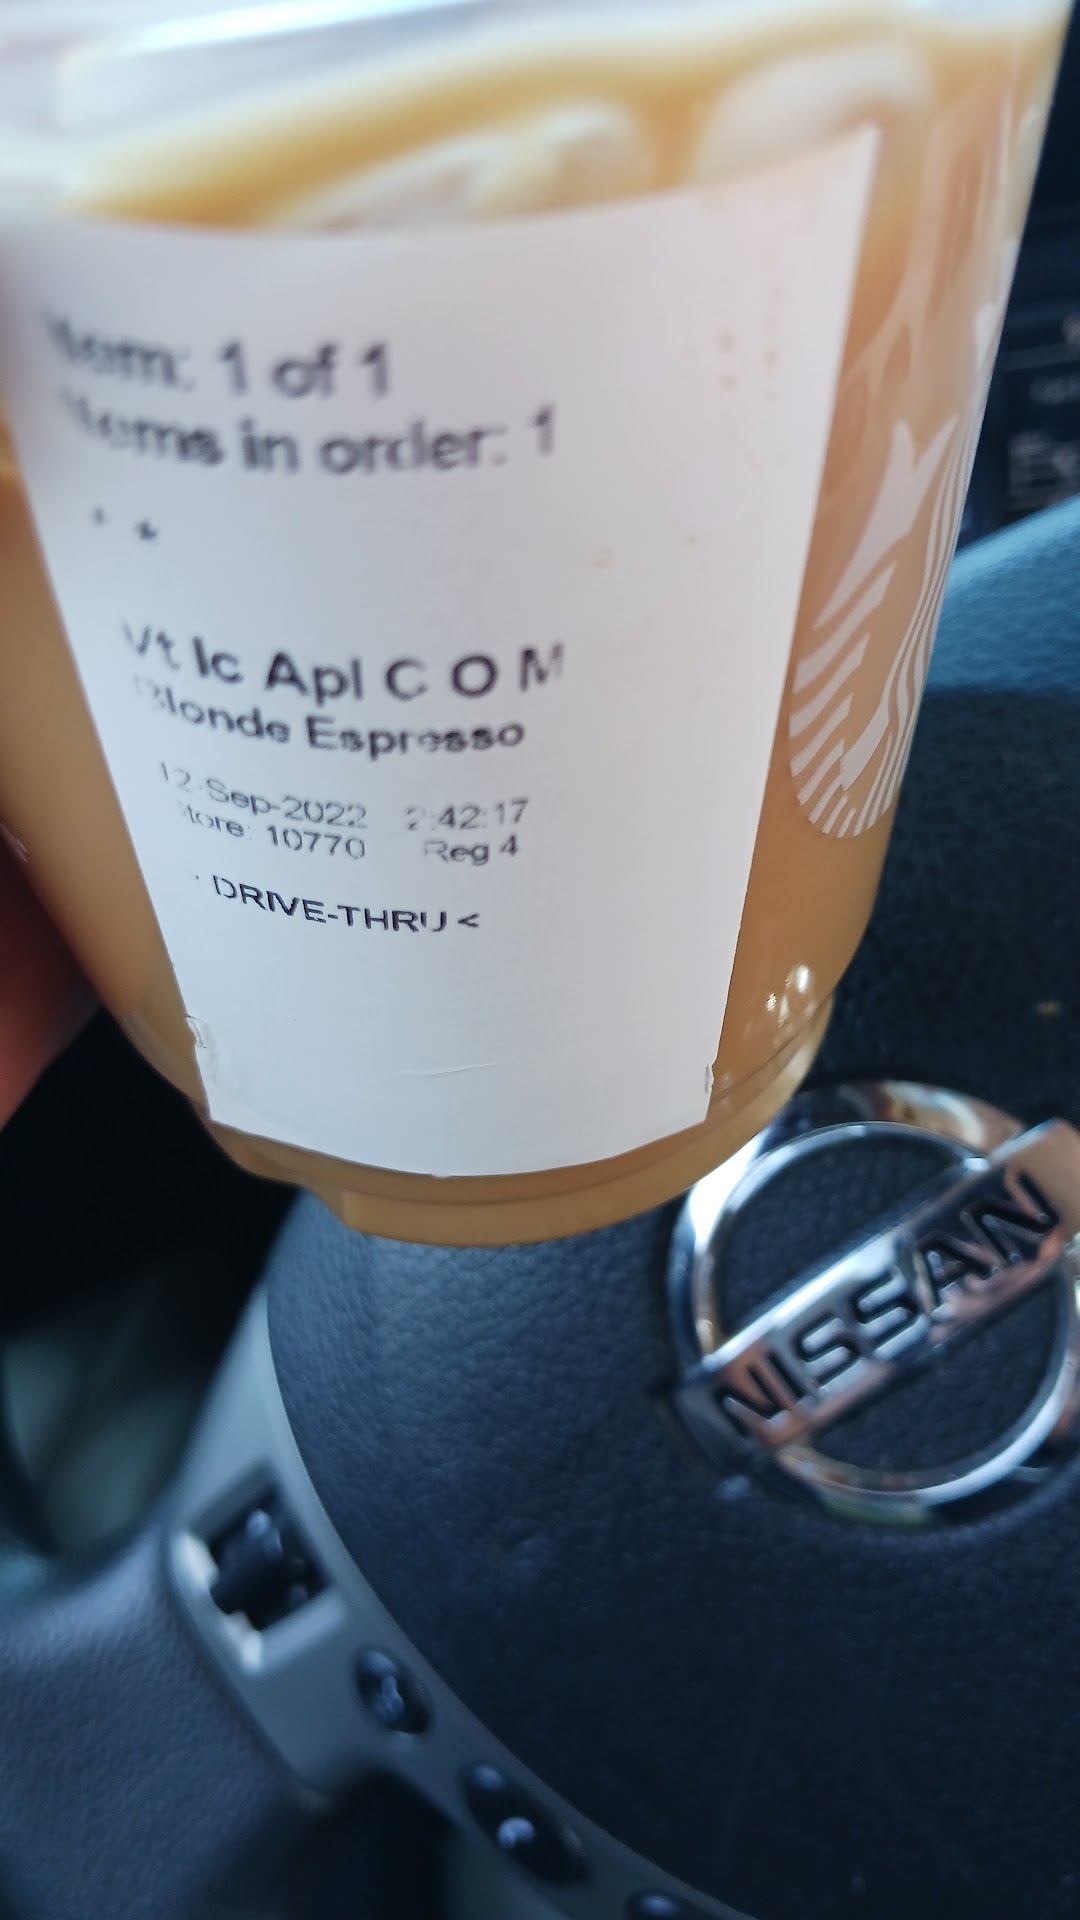 Item: 1 of 1
Items in order: 1
Vt Ic Apl C O M
Blonde Espresso
12-Sep-2022 2:42:17
Store: 10770 Reg 4
DRIVE-THRU <
NISSAN